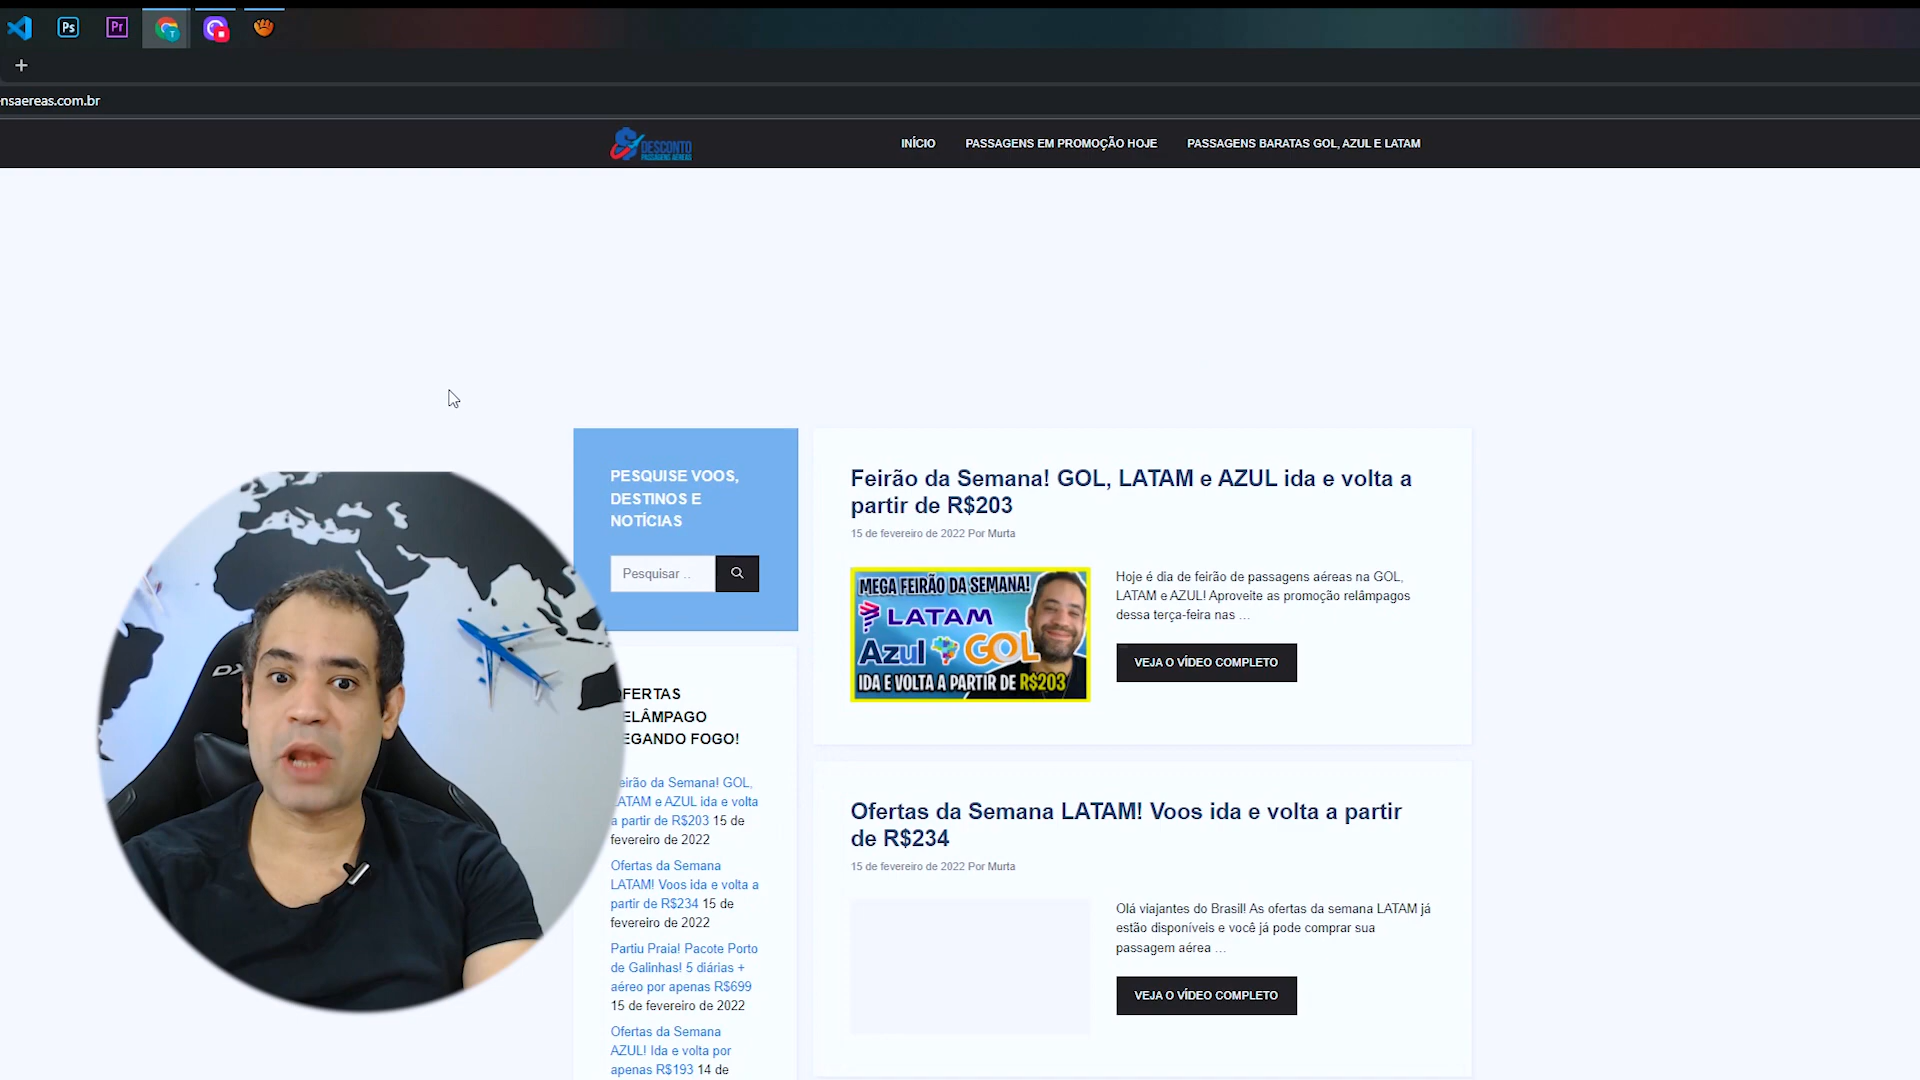 Ps
Pr
T
+
nsaereas.com.br
DESCONTO
PASSAGENS AÉREAS
INÍCIO
PASSAGENS EM PROMOÇÃO HOJE
PASSAGENS BARATAS GOL, AZUL E LATAM
PESQUISE VOOS,
DESTINOS E
NOTÍCIAS
Pesquisar ..
FERTAS
ELÂMPAGO
EGANDO FOGO!
eirão da Semana! GOL,
ATAM e AZUL ida e volta
a partir de R$203 15 de
fevereiro de 2022
Ofertas da Semana
LATAM! Voos ida e volta a
partir de R$234 15 de
fevereiro de 2022
Partiu Praia! Pacote Porto
de Galinhas! 5 diárias +
aéreo por apenas R$699
15 de fevereiro de 2022
Ofertas da Semana
AZUL! Ida e volta por
apenas R$193 14 de
Feirão da Semana! GOL, LATAM e AZUL ida e volta a
partir de R$203
15 de fevereiro de 2022 Por Murta
MEGA FEIRÃO DA SEMANA!
LATAM
Azul GOL
IDA E VOLTA A PARTIR DE R$203
Hoje é dia de feirão de passagens aéreas na GOL,
LATAM e AZUL! Aproveite as promoção relâmpagos
dessa terça-feira nas …
VEJA O VÍDEO COMPLETO
Ofertas da Semana LATAM! Voos ida e volta a partir
de R$234
15 de fevereiro de 2022 Por Murta
Olá viajantes do Brasil! As ofertas da semana LATAM já
estão disponíveis e você já pode comprar sua
passagem aérea …
VEJA O VÍDEO COMPLETO